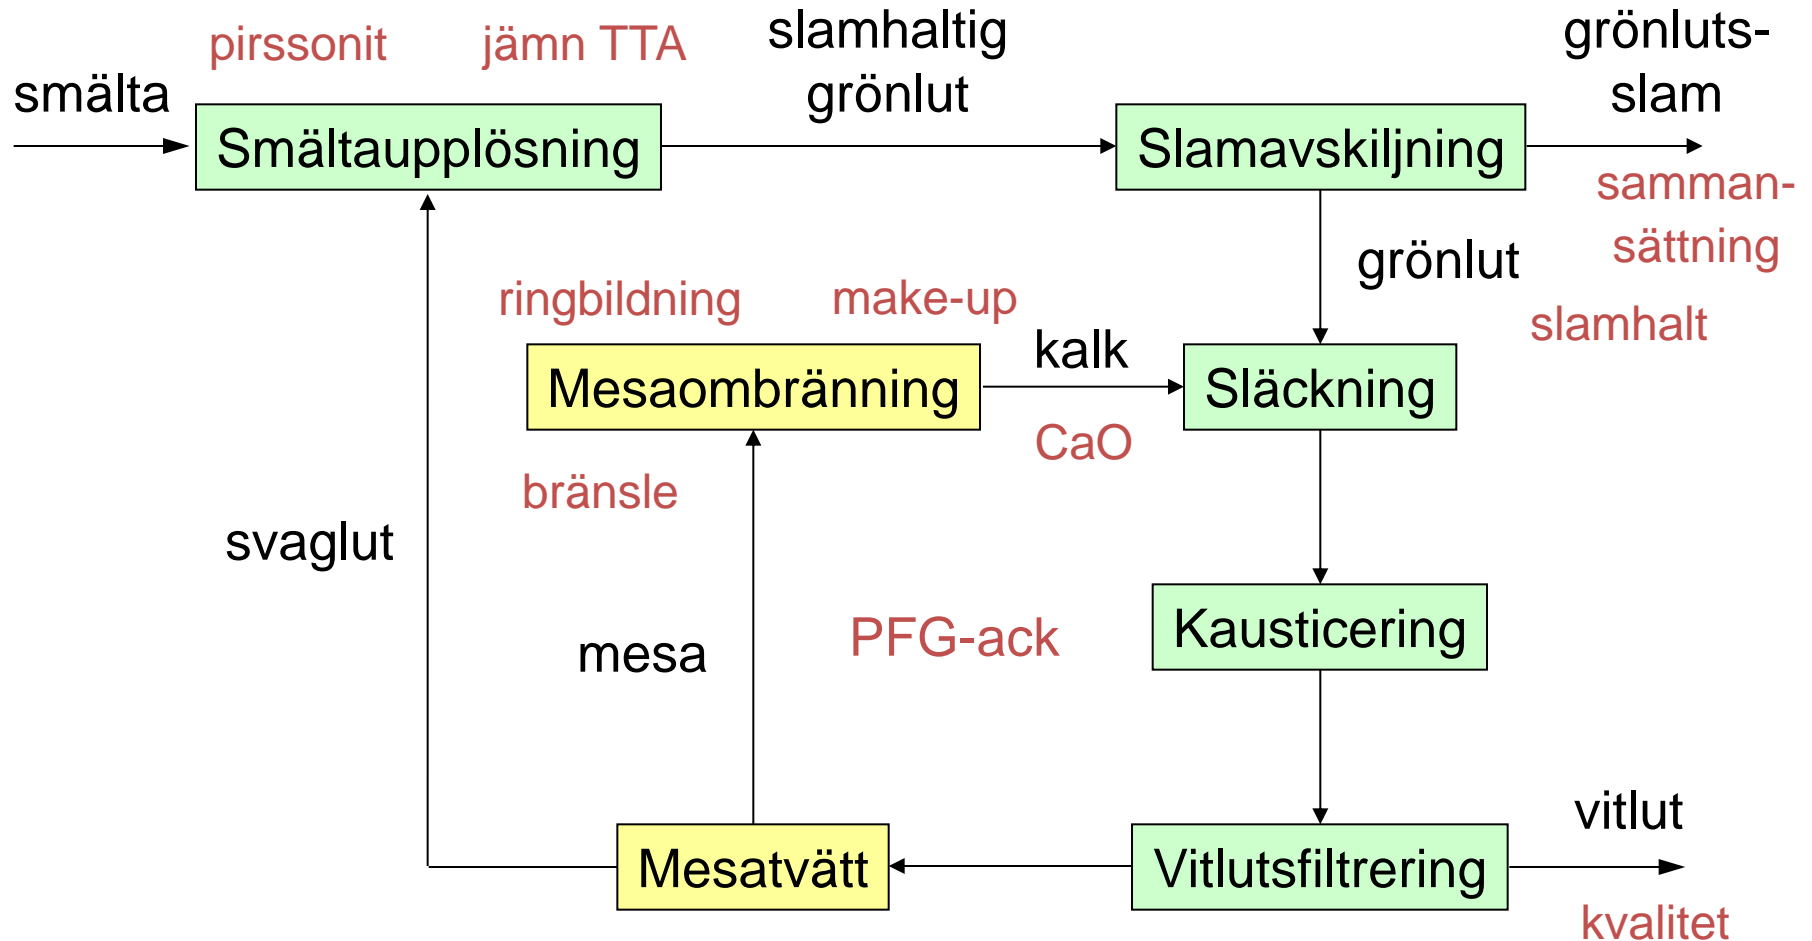 pirssonit
jämn TTA
slamhaltig
grönlut
grönluts-
slam
smälta
Smältaupplösning
Slamavskiljning
samman-
sättning
grönlut
slamhalt
ringbildning
make-up
kalk
Mesaombränning
Släckning
CaO
bränsle
svaglut
mesa
PFG-ack
Kausticering
vitlut
Mesatvätt
Vitlutsfiltrering
kvalitet